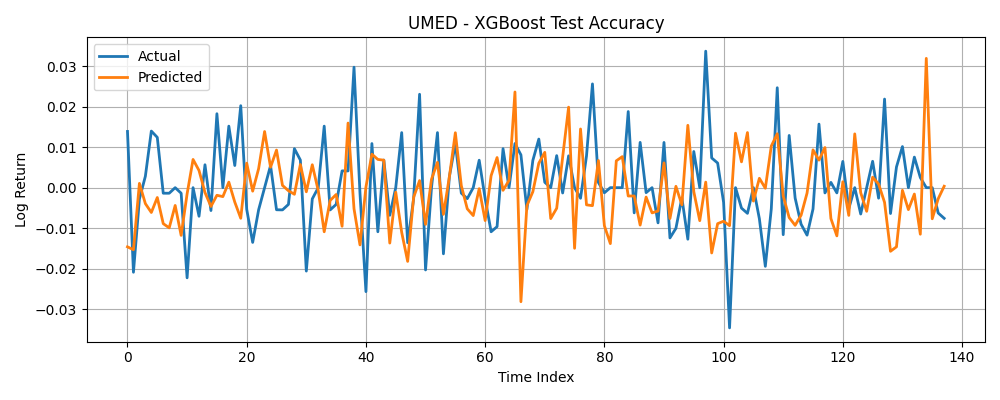 UMED - XGBoost Test Accuracy
Actual
Predicted
Log Return
0.03
0.02
0.01
0.00
−0.01
−0.02
−0.03
0 20 40 60 80 100 120 140
Time Index